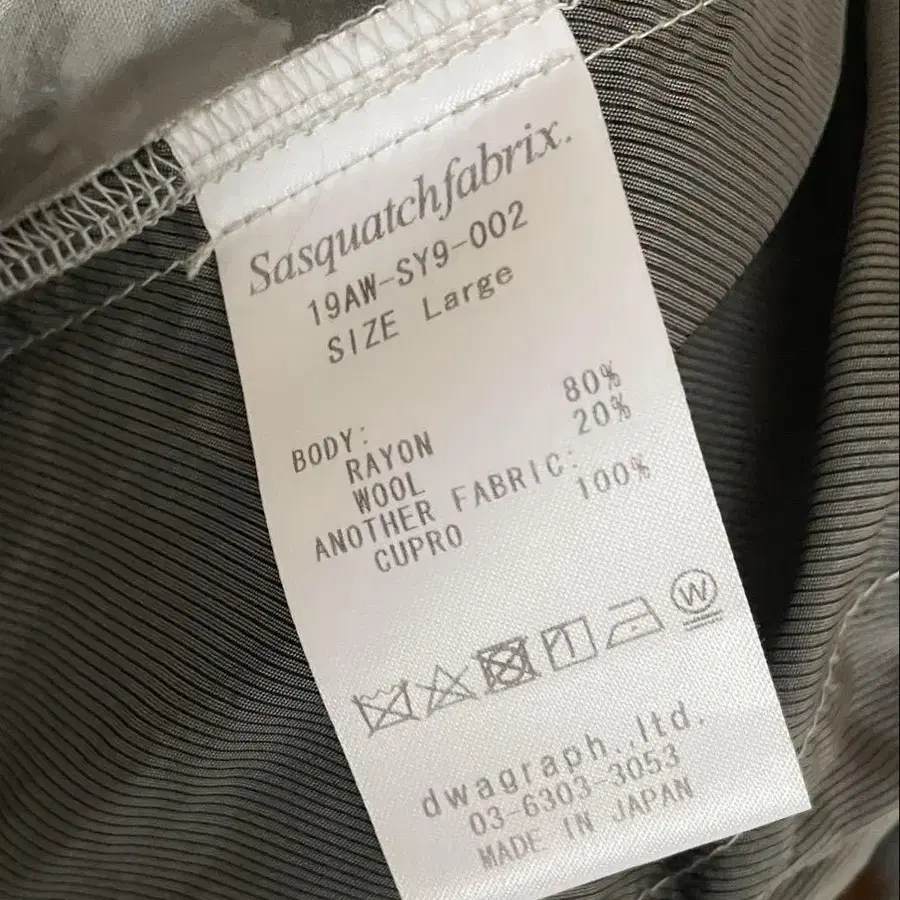 Sasquatchfabrix.
19AW-SY9-002
SIZE Large
BODY:
RAYON 80%
WOOL 20%
ANOTHER FABRIC:
CUPRO 100%
W
dwagraph.,ltd.
03-6303-3053
MADE IN JAPAN